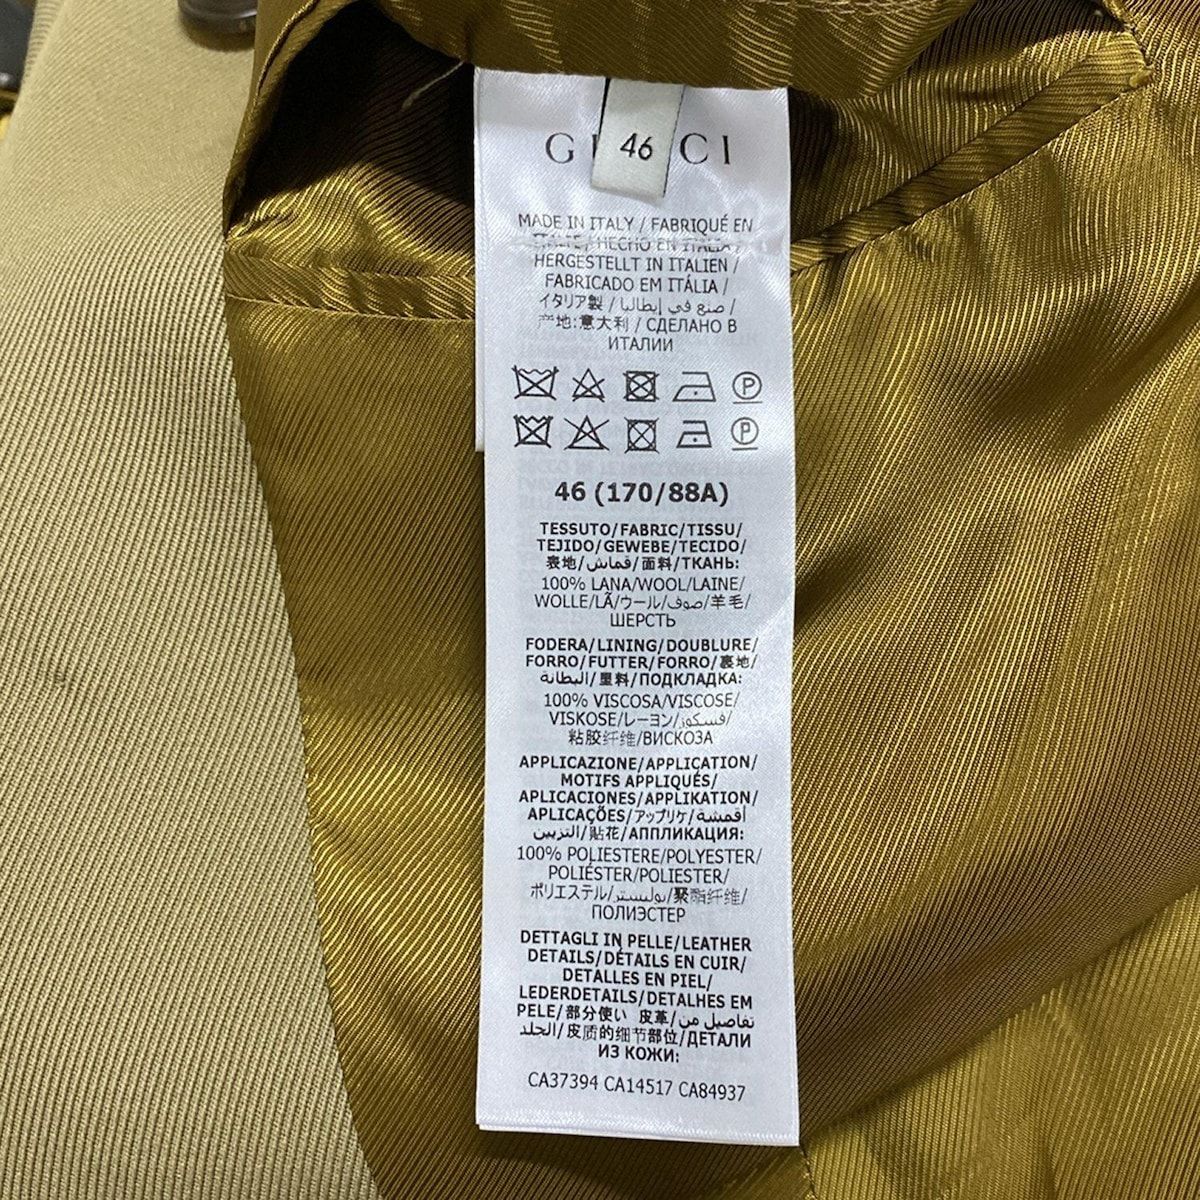 GUCCI
46
MADE IN ITALY / FABRIQUÉ EN
ITALIE / HECHO EN ITALIA /
HERGESTELLT IN ITALIEN /
FABRICADO EM ITÁLIA /
イタリア製 / صنع في إيطاليا /
产地:意大利 / СДЕЛАНО В
ИТАЛИИ
P
P
46 (170/88A)
TESSUTO/FABRIC/TISSU/
TEJIDO/GEWEBE/TECIDO/
表地/قماش/面料/ТКАНЬ:
100% LANA/WOOL/LAINE/
WOLLE/LÃ/ウール/صوف/羊毛/
ШЕРСТЬ
FODERA/LINING/DOUBLURE/
FORRO/FUTTER/FORRO/裏地/
البطانة/里料/ПОДКЛАДКА:
100% VISCOSA/VISCOSE/
VISKOSE/レーヨン/فسكوز/
粘胶纤维/ВИСКОЗА
APPLICAZIONE/APPLICATION/
MOTIFS APPLIQUÉS/
APLICACIONES/APPLIKATION/
APLICAÇÕES/アップリケ/أقمشة
التزيين/贴花/АППЛИКАЦИЯ:
100% POLIESTERE/POLYESTER/
POLIÉSTER/POLIESTER/
ポリエステル/بوليستر/聚酯纤维/
ПОЛИЭСТЕР
DETTAGLI IN PELLE/LEATHER
DETAILS/DÉTAILS EN CUIR/
DETALLES EN PIEL/
LEDERDETAILS/DETALHES EM
PELE/部分使い 皮革/تفاصيل من
الجلد/皮质的细节部位/ДЕТАЛИ
ИЗ КОЖИ:
CA37394 CA14517 CA84937